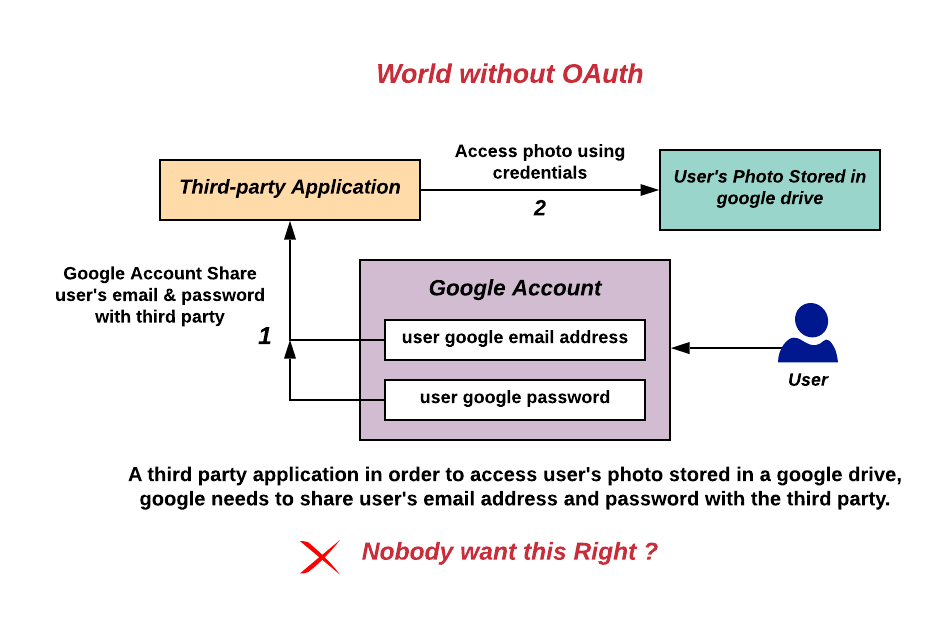 World without OAuth
Access photo using
credentials
2
Third-party Application
User's Photo Stored in
google drive
Google Account Share
user's email & password
with third party
1
Google Account
user google email address
user google password
User
A third party application in order to access user's photo stored in a google drive,
google needs to share user's email address and password with the third party.
Nobody want this Right ?